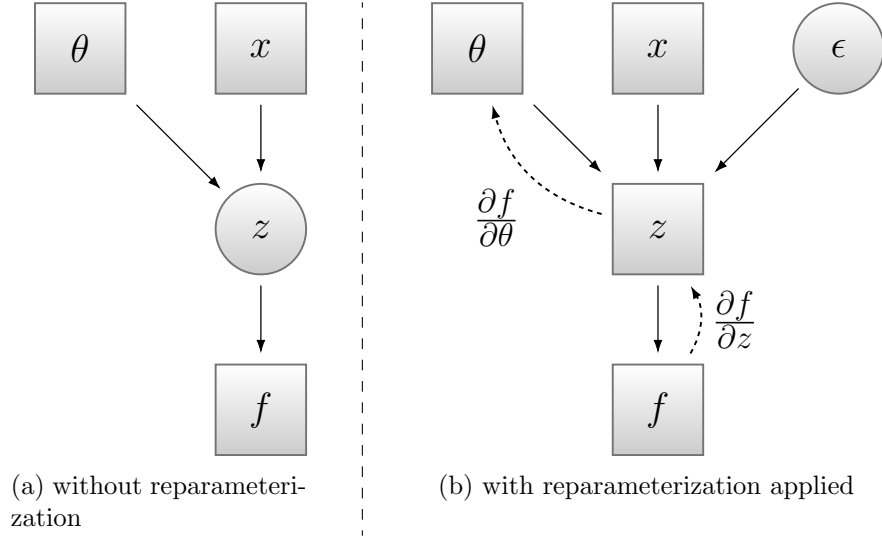 θ x
z
f
(a) without reparameteri-
zation
θ x ϵ
∂f
∂θ
z
∂f
∂z
f
(b) with reparameterization applied